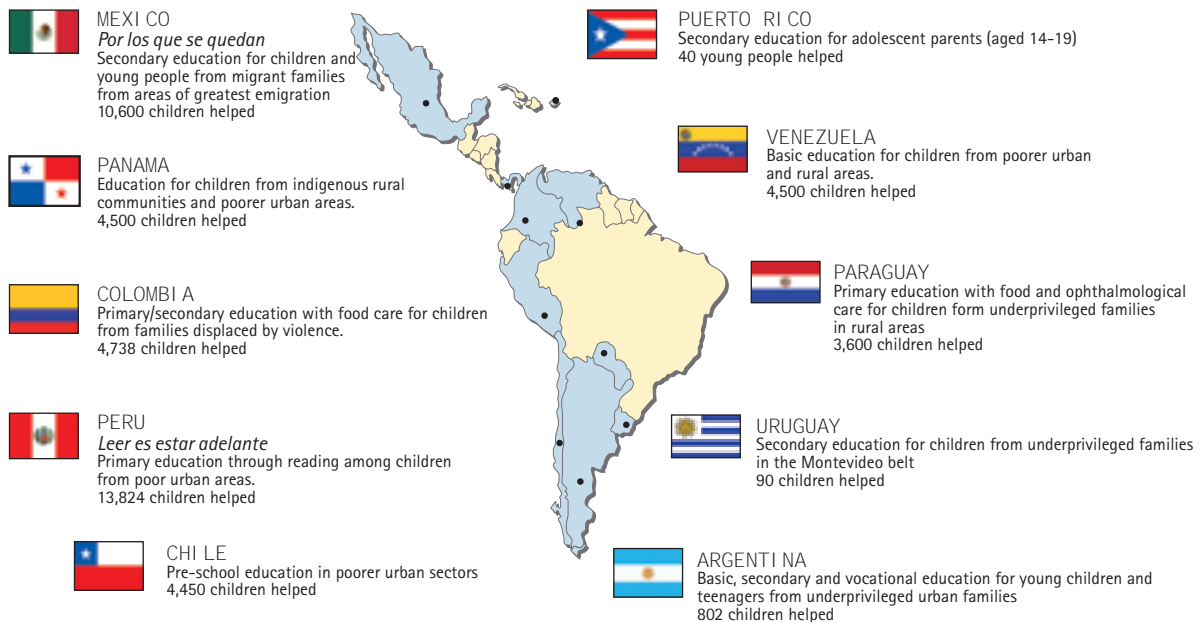 MEXICO
Por los que se quedan
Secondary education for children and
young people from migrant families
from areas of greatest emigration
10,600 children helped
PANAMA
Education for children from indigenous rural
communities and poorer urban areas.
4,500 children helped
COLOMBIA
Primary/secondary education with food care for children
from families displaced by violence.
4,738 children helped
PERU
Leer es estar adelante
Primary education through reading among children
from poor urban areas.
13,824 children helped
CHILE
Pre-school education in poorer urban sectors
4,450 children helped
PUERTO RICO
Secondary education for adolescent parents (aged 14-19)
40 young people helped
VENEZUELA
Basic education for children from poorer urban
and rural areas.
4,500 children helped
PARAGUAY
Primary education with food and ophthalmological
care for children form underprivileged families
in rural areas
3,600 children helped
URUGUAY
Secondary education for children from underprivileged families
in the Montevideo belt
90 children helped
ARGENTINA
Basic, secondary and vocational education for young children and
teenagers from underprivileged urban families
802 children helped